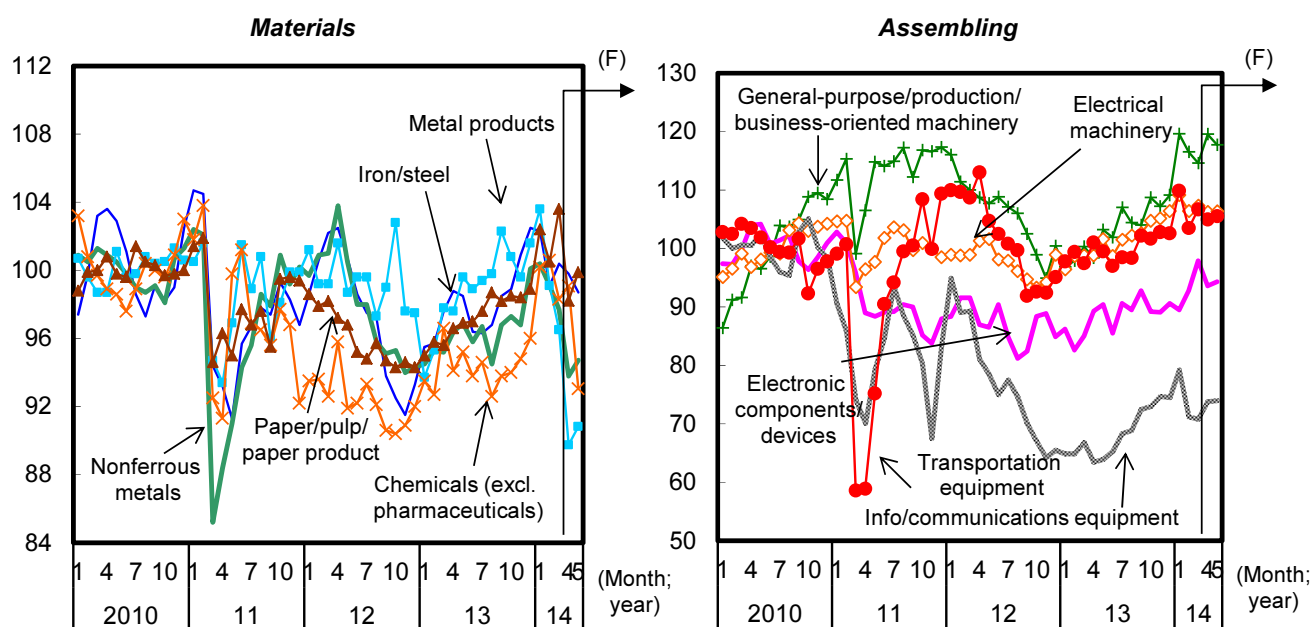 Materials
(F)
112
108
104
100
96
92
88
84
Metal products
Iron/steel
Paper/pulp/
paper product
Nonferrous
metals
Chemicals (excl.
pharmaceuticals)
1 4 7 10 1 4 7 10 1 4 7 10 1 4 7 10 1 45
2010 11 12 13 14
(Month;
year)
Assembling
(F)
130
120
110
100
90
80
70
60
50
General-purpose/production/
business-oriented machinery
Electrical
machinery
Electronic
components/
devices
Transportation
equipment
Info/communications equipment
1 4 7 10 1 4 7 10 1 4 7 10 1 4 7 10 1 45
2010 11 12 13 14
(Month;
year)